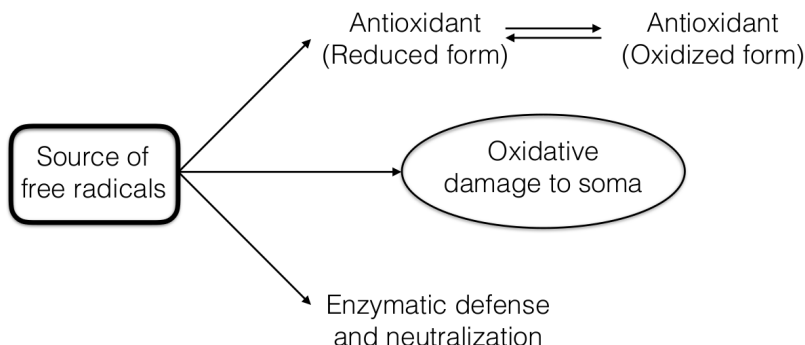 Antioxidant
(Reduced form)
Antioxidant
(Oxidized form)
Source of
free radicals
Oxidative
damage to soma
Enzymatic defense
and neutralization